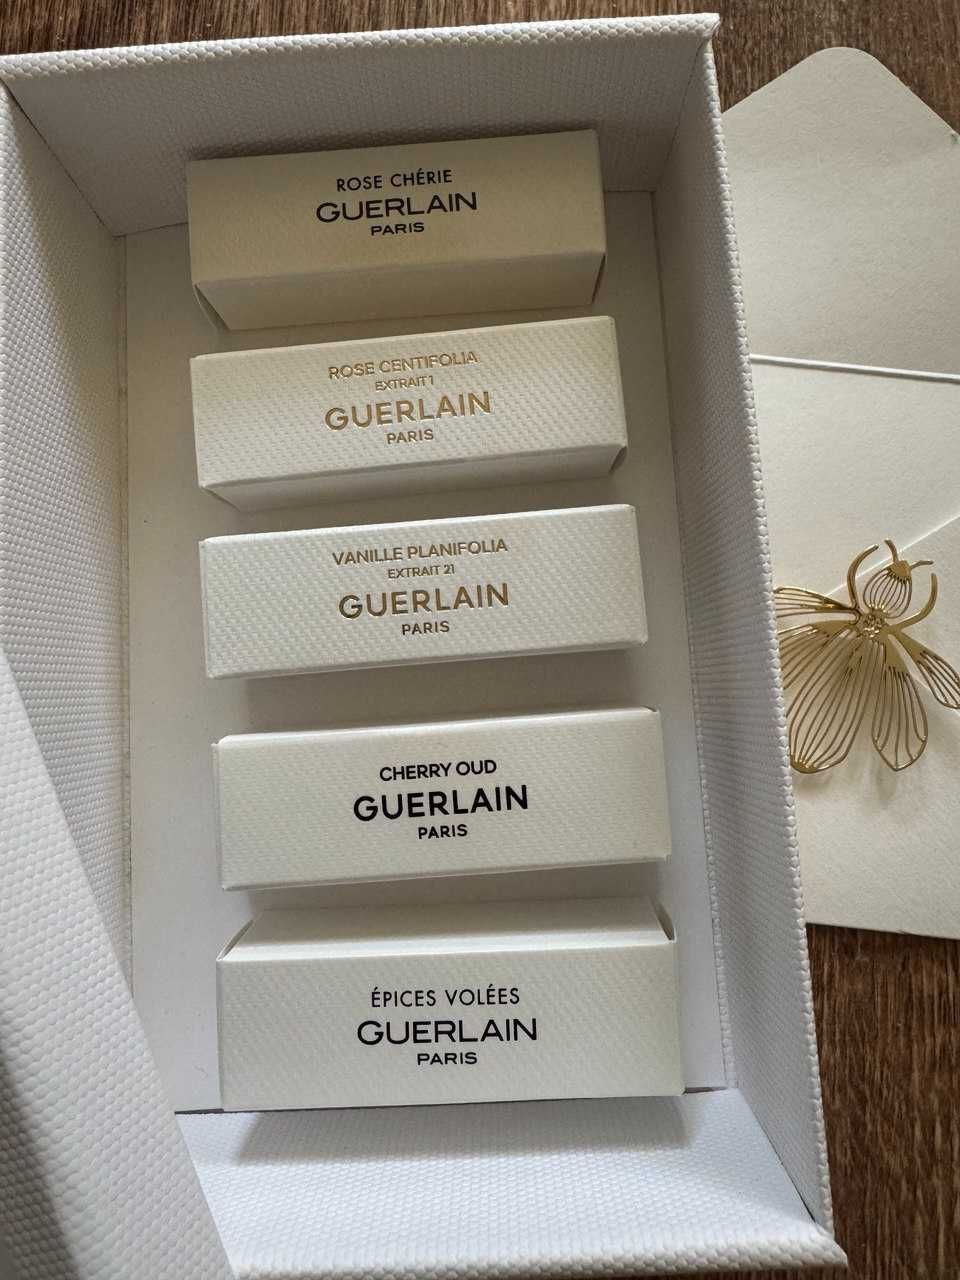 ROSE CHÉRIE
GUERLAIN
PARIS
ROSE CENTIFOLIA
EXTRAIT 1
GUERLAIN
PARIS
VANILLE PLANIFOLIA
EXTRAIT 21
GUERLAIN
PARIS
CHERRY OUD
GUERLAIN
PARIS
ÉPICES VOLÉES
GUERLAIN
PARIS